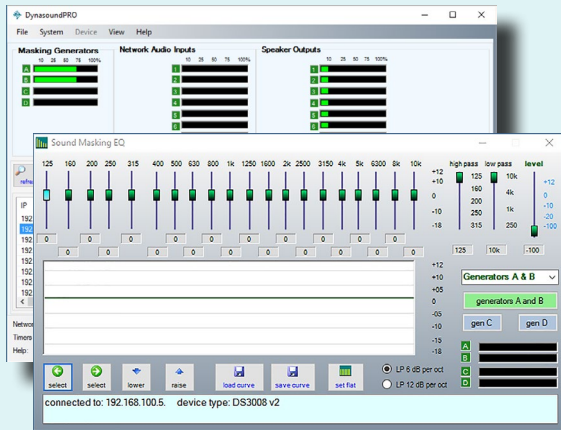 DynasoundPRO
File System Device View Help
Masking Generators
10 25 50 75 100%
A
B
C
D
Network Audio Inputs
10 25 50 75 100%
1
2
3
4
5
6
Speaker Outputs
10 25 50 75 100%
1
2
3
4
5
6
refre
IP
192
192
192
192
192
192
192
192
Networ
Timers
Help:
Sound Masking EQ
125 160 200 250 315 400 500 630 800 1k 1250 1600 2k 2500 3150 4k 5k 6300 8k 10k
+12
+10
0
-10
-18
high pass low pass level
125 10k
160
200 4k
250 1k
315 250
+12
0
-10
-20
-100
0 0 0 0 0 0 0 0 0 0
0 0 0 0 0 0 0 0 0 0
125 10k -100
+12
+10
+05
0
-05
-10
-15
-18
Generators A & B
generators A and B
gen C gen D
A
B
C
D
select select lower raise load curve save curve set flat
LP 6 dB per oct
LP 12 dB per oct
connected to: 192.168.100.5. device type: DS3008 v2